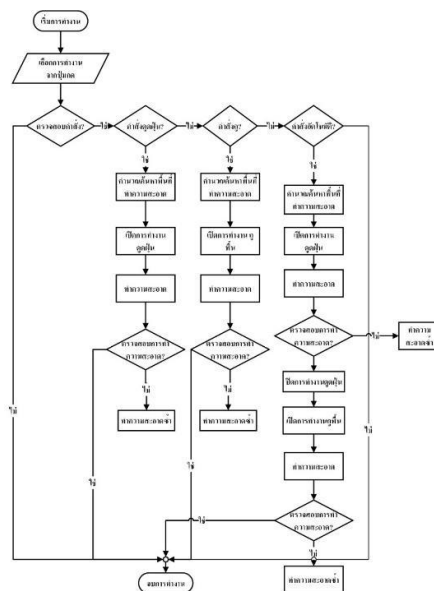 เริ่มการทำงาน
เลือกการทำงาน
จากปุ่มกด
ตรวจสอบคำสั่ง?
ไม่
คำสั่งดูดฝุ่น?
ไม่
คำสั่งถู?
ไม่
คำสั่งอัตโนมัติ?
ใช่
ใช่
ใช่
คำนวณค้นหาพื้นที่
ทำความสะอาด
คำนวณค้นหาพื้นที่
ทำความสะอาด
คำนวณค้นหาพื้นที่
ทำความสะอาด
เปิดการทำงาน
ดูดฝุ่น
เปิดการทำงาน ถู
พื้น
เปิดการทำงาน
ดูดฝุ่น
ทำความสะอาด
ทำความสะอาด
ทำความสะอาด
ตรวจสอบการทำ
ความสะอาด?
ตรวจสอบการทำ
ความสะอาด?
ตรวจสอบการทำ
ความสะอาด?
ไม่
ทำความ
สะอาดซ้ำ
ใช่
ปิดการทำงานดูดฝุ่น
ทำความสะอาดซ้ำ
ทำความสะอาดซ้ำ
เปิดการทำงานถูพื้น
ทำความสะอาด
ตรวจสอบการทำ
ความสะอาด?
ใช่
ไม่
จบการทำงาน
ทำความสะอาดซ้ำ